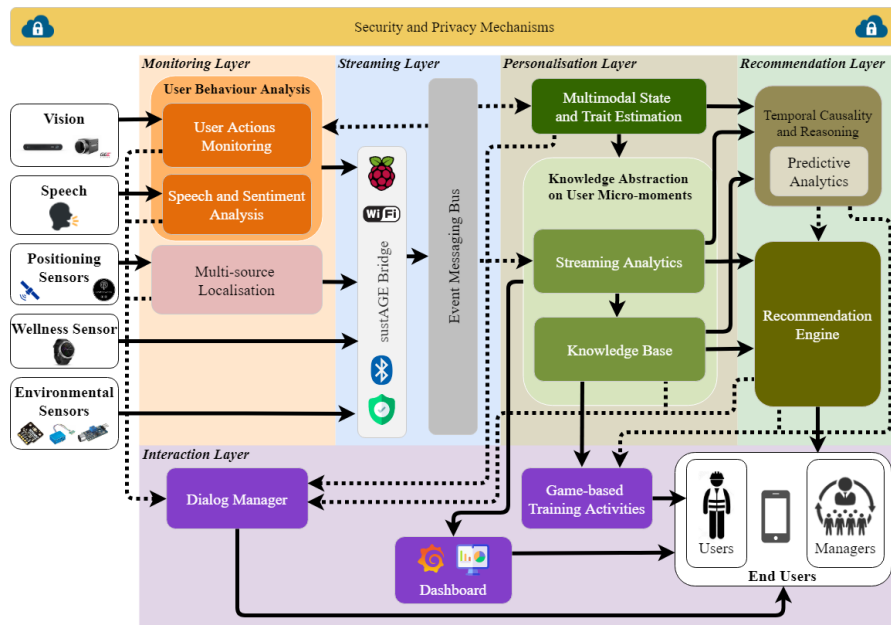 Security and Privacy Mechanisms
Monitoring Layer
Streaming Layer
Personalisation Layer
Recommendation Layer
User Behaviour Analysis
Vision
User Actions
Monitoring
Speech
Speech and Sentiment
Analysis
Positioning
Sensors
Multi-source
Localisation
Wellness Sensor
Environmental
Sensors
Wi Fi
sustAGE Bridge
Event Messaging Bus
Multimodal State
and Trait Estimation
Knowledge Abstraction
on User Micro-moments
Streaming Analytics
Knowledge Base
Temporal Causality
and Reasoning
Predictive
Analytics
Recommendation
Engine
Interaction Layer
Dialog Manager
Game-based
Training Activities
Dashboard
Users
Managers
End Users